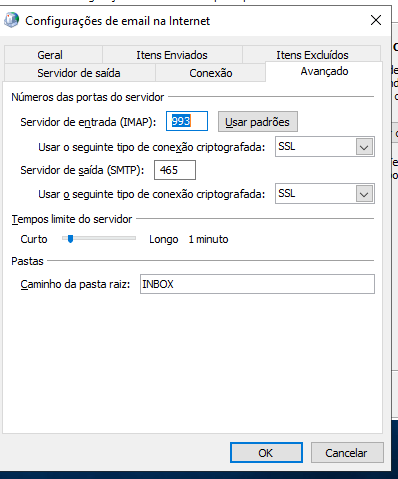 Configurações de email na Internet
Geral Itens Enviados Itens Excluídos
Servidor de saída Conexão Avançado
Números das portas do servidor
Servidor de entrada (IMAP): 993 Usar padrões
Usar o seguinte tipo de conexão criptografada: SSL
Servidor de saída (SMTP): 465
Usar o seguinte tipo de conexão criptografada: SSL
Tempos limite do servidor
Curto Longo 1 minuto
Pastas
Caminho da pasta raiz: INBOX
OK Cancelar